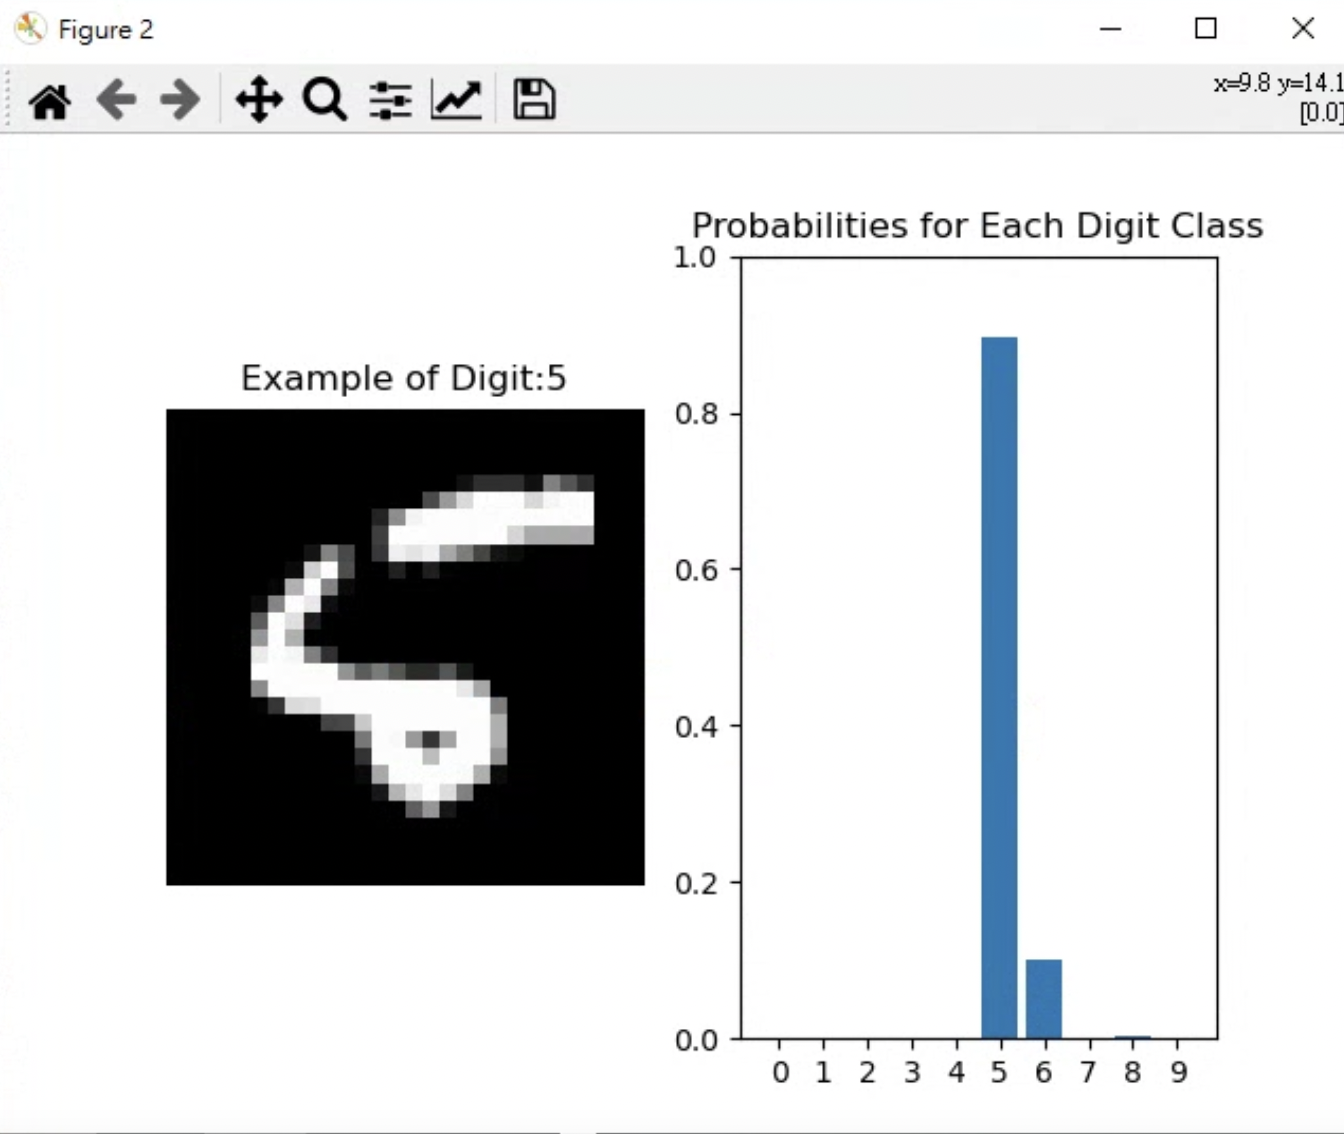 Figure 2
x=9.8 y=14.1
[0.0]
Probabilities for Each Digit Class
1.0
Example of Digit:5
0.8
0.6
0.4
0.2
0.0
0 1 2 3 4 5 6 7 8 9